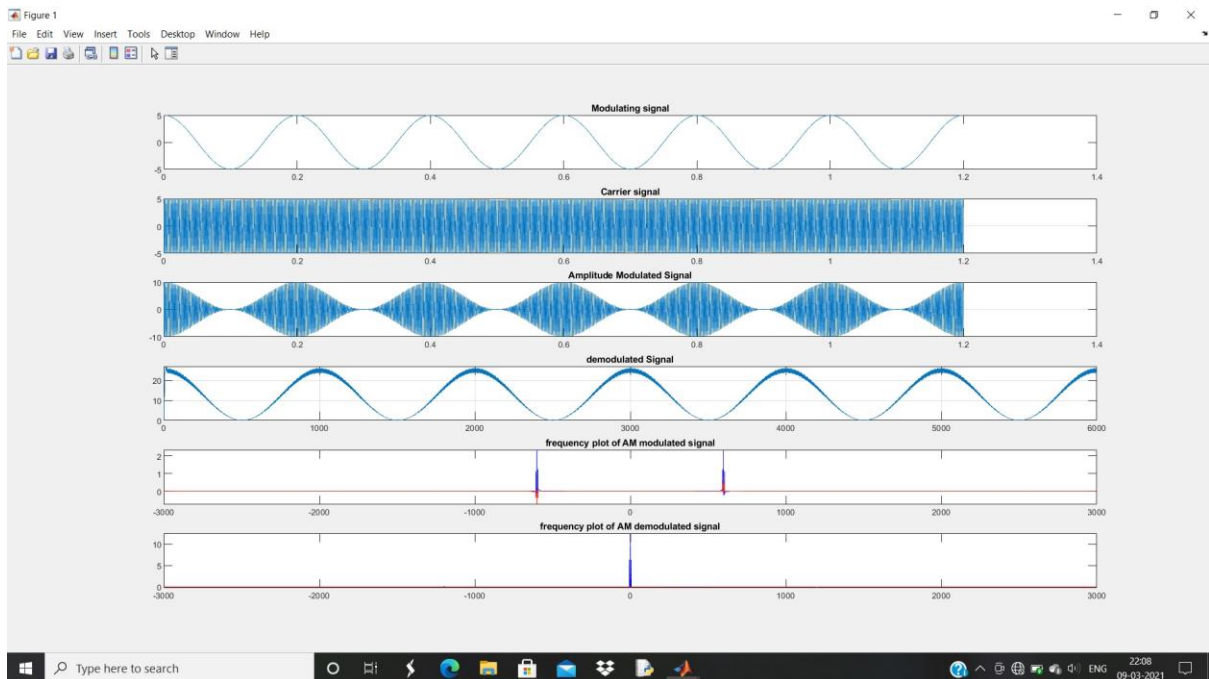 Figure 1
File Edit View Insert Tools Desktop Window Help
Modulating signal
5
0
-5
0 0.2 0.4 0.6 0.8 1 1.2 1.4
Carrier signal
5
0
-5
0 0.2 0.4 0.6 0.8 1 1.2 1.4
Amplitude Modulated Signal
10
0
-10
0 0.2 0.4 0.6 0.8 1 1.2 1.4
demodulated Signal
20
10
0
0 1000 2000 3000 4000 5000 6000
frequency plot of AM modulated signal
2
1
0
-3000 -2000 -1000 0 1000 2000 3000
frequency plot of AM demodulated signal
10
5
0
-3000 -2000 -1000 0 1000 2000 3000
Type here to search
ENG
22:08
09-03-2021